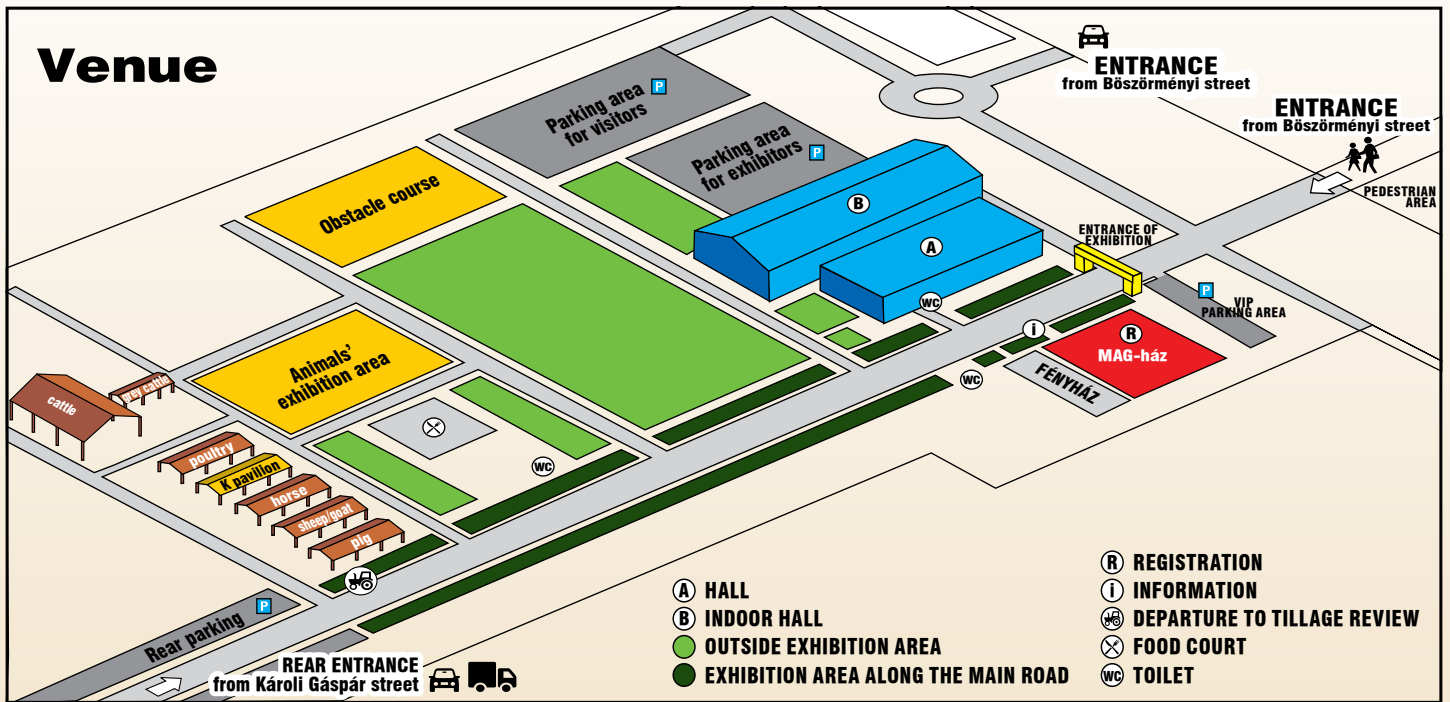 Venue
ENTRANCE
from Böszörményi street
ENTRANCE
from Böszörményi street
PEDESTRIAN
AREA
Parking area
for visitors
P
Parking area
for exhibitors
P
Obstacle course
B
A
ENTRANCE OF
EXHIBITION
P
VIP
PARKING AREA
WC
i
R
MAG-ház
FÉNYHÁZ
WC
Animals'
exhibition area
cattle
grey cattle
poultry
K pavilion
horse
sheep/goat
pig
WC
Rear parking
P
REAR ENTRANCE
from Károli Gáspár street
A HALL
B INDOOR HALL
OUTSIDE EXHIBITION AREA
EXHIBITION AREA ALONG THE MAIN ROAD
R REGISTRATION
i INFORMATION
DEPARTURE TO TILLAGE REVIEW
FOOD COURT
WC TOILET